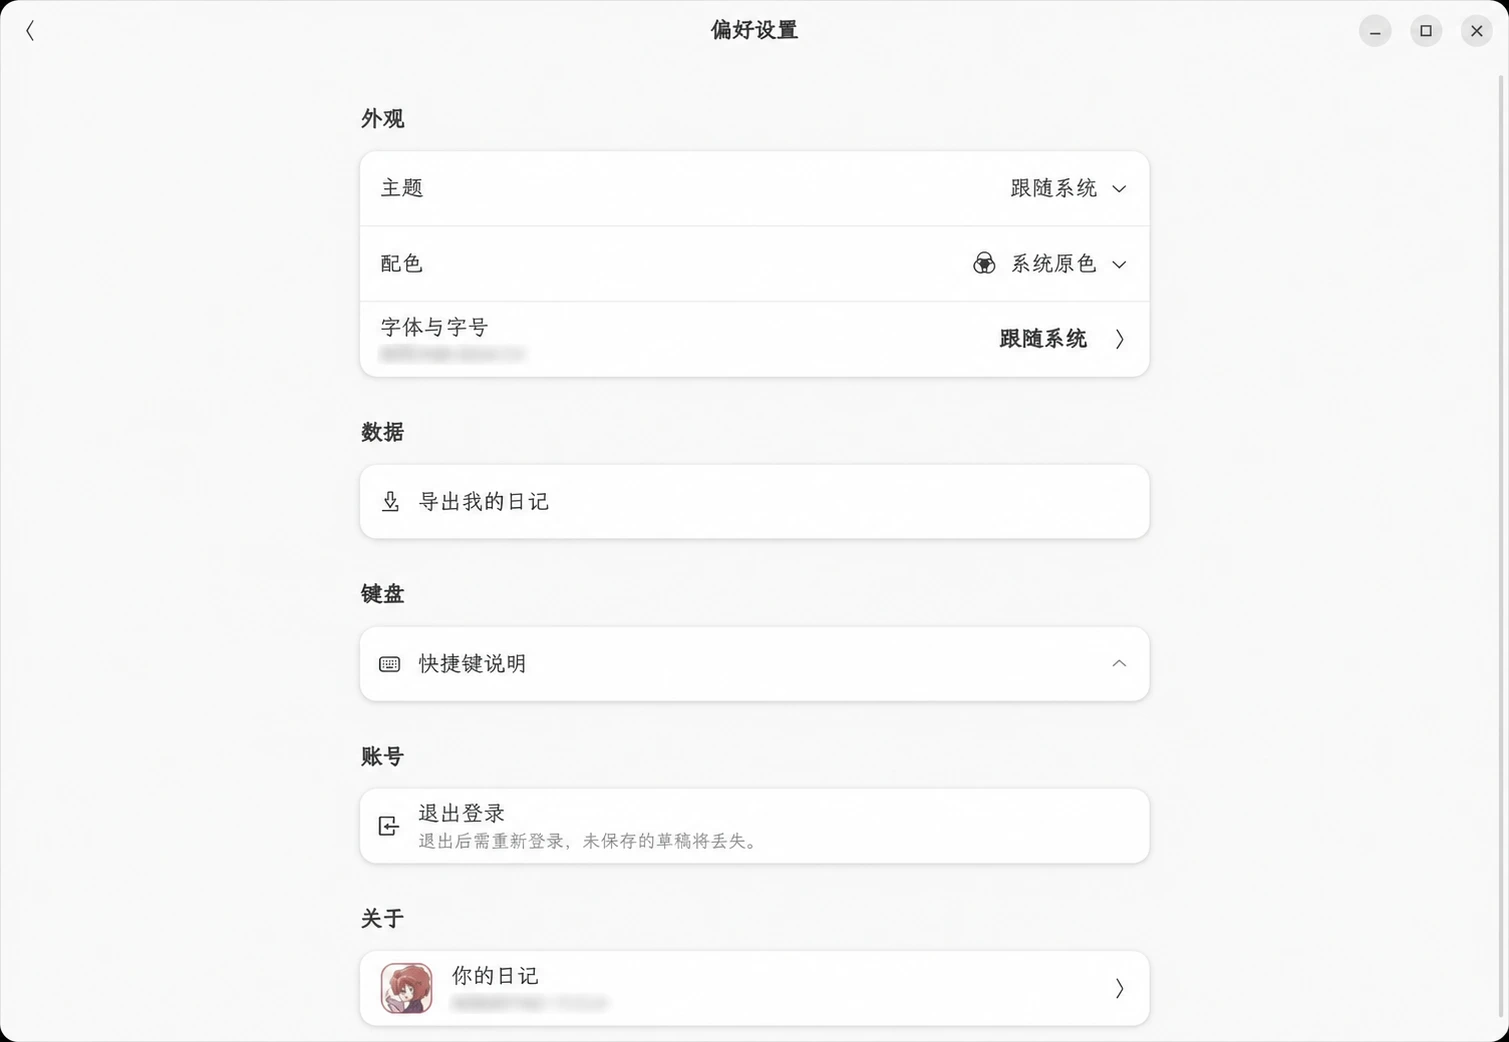 偏好设置
外观
主题
跟随系统
配色
系统原色
字体与字号
跟随系统
数据
导出我的日记
键盘
快捷键说明
账号
退出登录
退出后需重新登录，未保存的草稿将丢失。
关于
你的日记